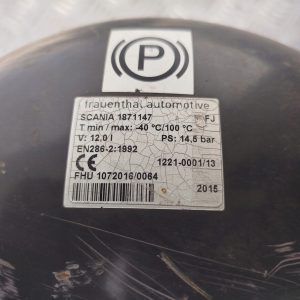 P
frauenthal automotive
SCANIA 1871147 FJ
T min / max: -40 °C/100 °C
V: 12.0 l PS: 14.5 bar
EN286-2:1992
CE 1221-0001/13
FHU 1072016/0064
2015